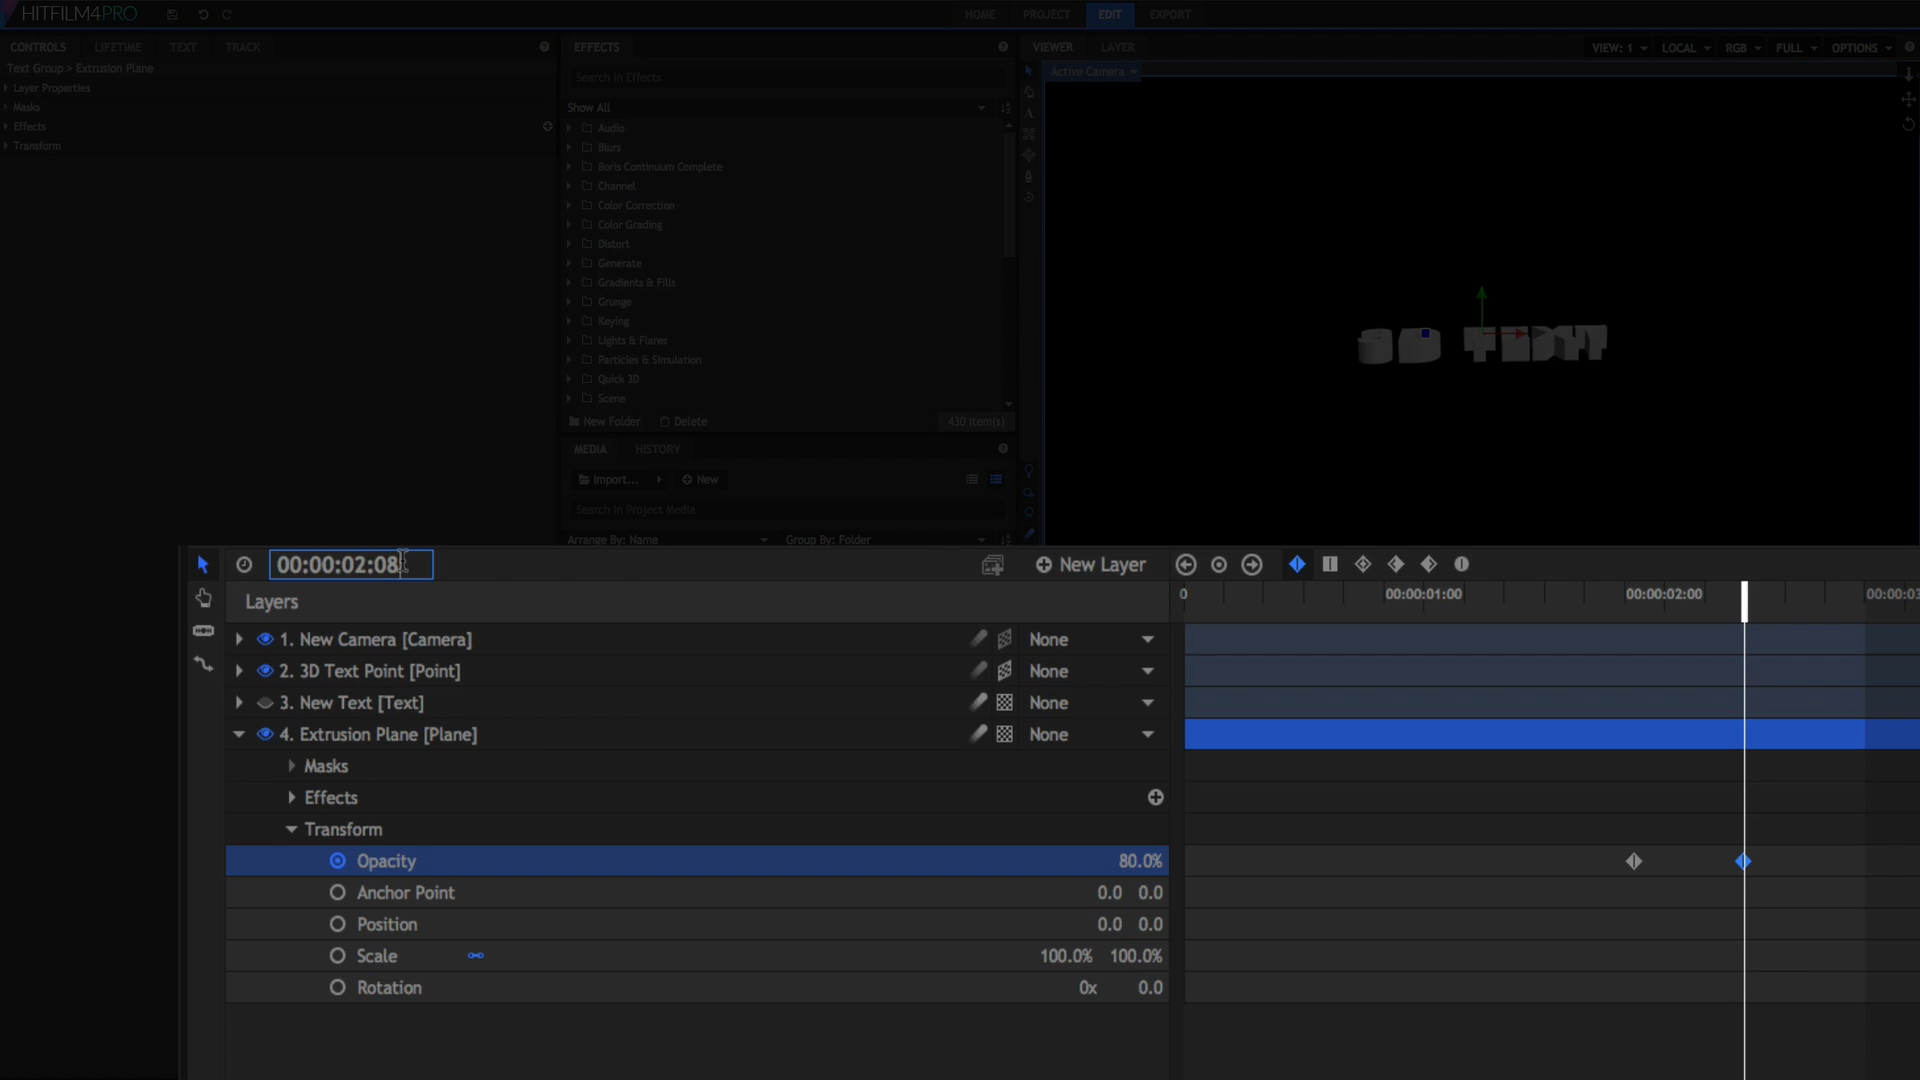 HITFILM4PRO
HOME PROJECT EDIT EXPORT
CONTROLS LIFETIME TEXT TRACK
Text Group > Extrusion Plane
Layer Properties
Masks
Effects
Transform
EFFECTS
Search in Effects
Show All
Audio
Blurs
Boris Continuum Complete
Channel
Color Correction
Color Grading
Distort
Generate
Gradients & Fills
Grunge
Keying
Lights & Flares
Particles & Simulation
Quick 3D
Scene
New Folder Delete 430 item(s)
MEDIA HISTORY
Import... New
Search in Project Media
Arrange By: Name Group By: Folder
VIEWER LAYER
VIEW: 1 LOCAL RGB FULL OPTIONS
Active Camera
3D TEXT
00:00:02:08
New Layer
0 00:00:01:00 00:00:02:00 00:00:03
Layers
1. New Camera [Camera] None
2. 3D Text Point [Point] None
3. New Text [Text] None
4. Extrusion Plane [Plane] None
Masks
Effects
Transform
Opacity 80.0%
Anchor Point 0.0 0.0
Position 0.0 0.0
Scale 100.0% 100.0%
Rotation 0x 0.0